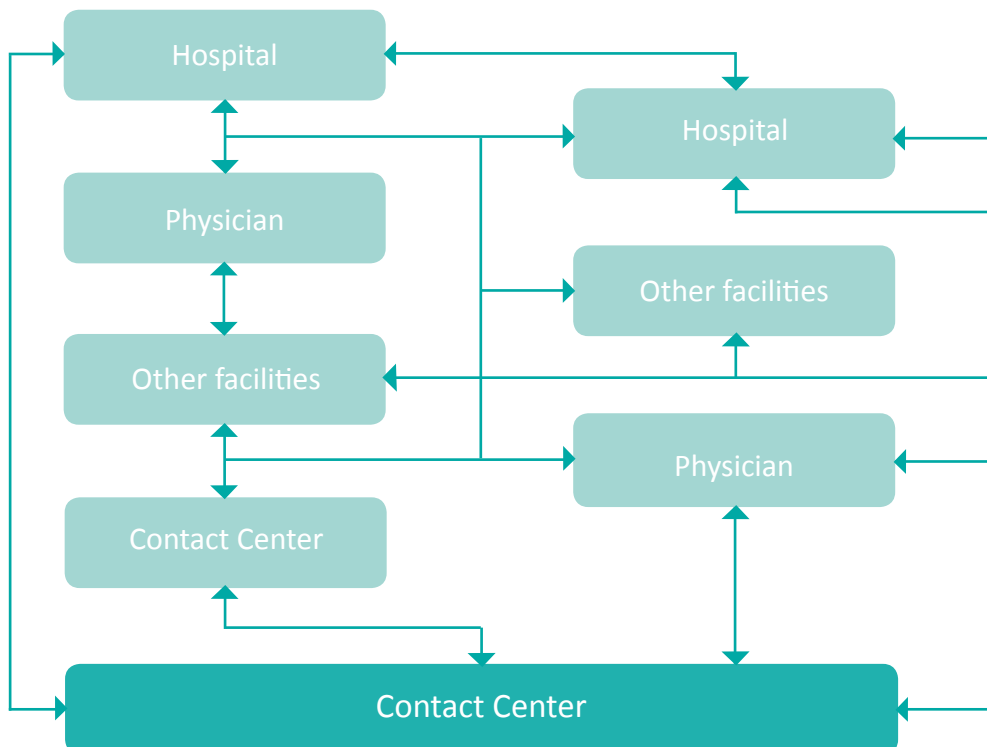 Hospital
Hospital
Physician
Other facilities
Other facilities
Physician
Contact Center
Contact Center